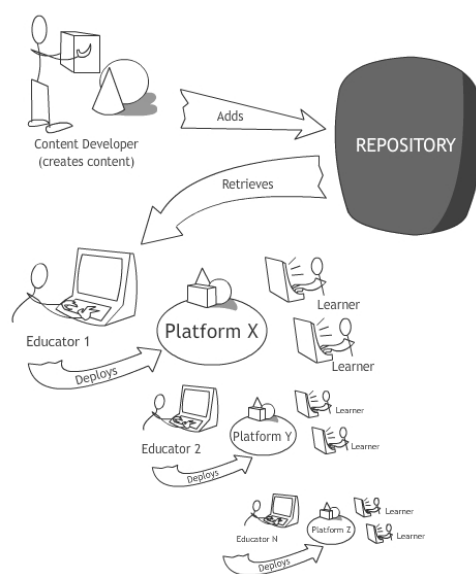 Adds
REPOSITORY
Content Developer
(creates content)
Retrieves
Learner
Platform X
Educator 1
Learner
Deploys
Learner
Platform Y
Educator 2
Learner
Deploys
Learner
Platform Z
Educator N
Learner
Deploys